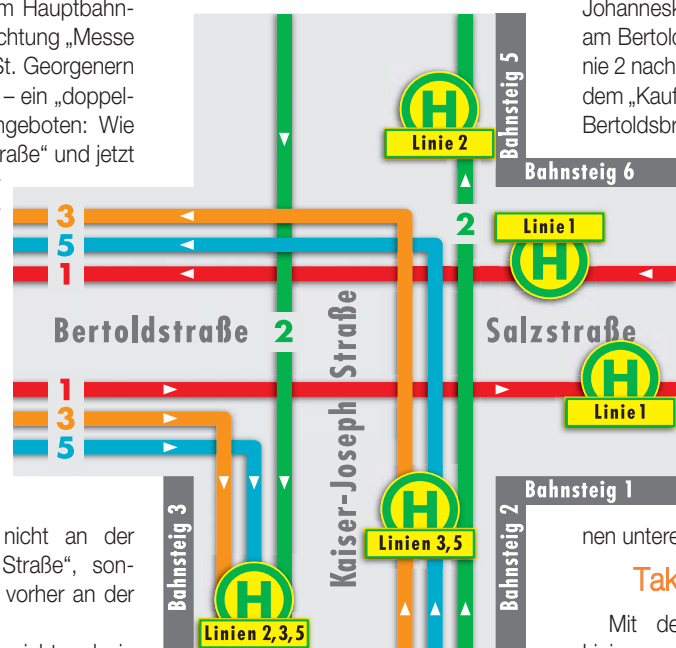 m Hauptbahn-
chtung „Messe
St. Georgenern
– ein „doppel-
ngeboten: Wie
raße“ und jetzt
nicht an der
Straße“, son-
vorher an der
Bahnsteig 5
H
Linie 2
Bahnsteig 6
3
5
1
2
Linie 1
H
Bertoldstraße
2
Kaiser-Joseph Straße
Salzstraße
1
3
5
H
Linie 1
Bahnsteig 3
H
Linien 2,3,5
H
Linien 3,5
Bahnsteig 2
Bahnsteig 1
Johannesk
am Bertold
nie 2 nach
dem „Kauf
Bertoldsbr
nen untere
Tak
Mit de